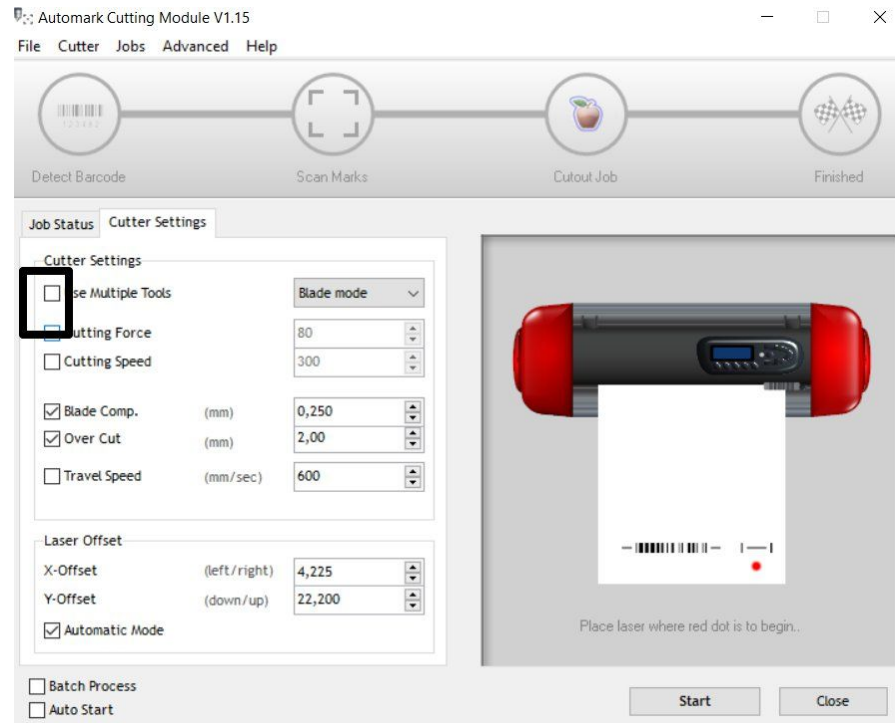 Automark Cutting Module V1.15
File Cutter Jobs Advanced Help
Detect Barcode Scan Marks Cutout Job Finished
Job Status Cutter Settings
Cutter Settings
Multiple Tools Blade mode
Force 80
Cutting Speed 300
Blade Comp. (mm) 0,250
Over Cut (mm) 2,00
Travel Speed (mm/sec) 600
Laser Offset
X-Offset (left/right) 4,225
Y-Offset (down/up) 22,200
Automatic Mode
Place laser where red dot is to begin..
Batch Process
Auto Start
Start Close